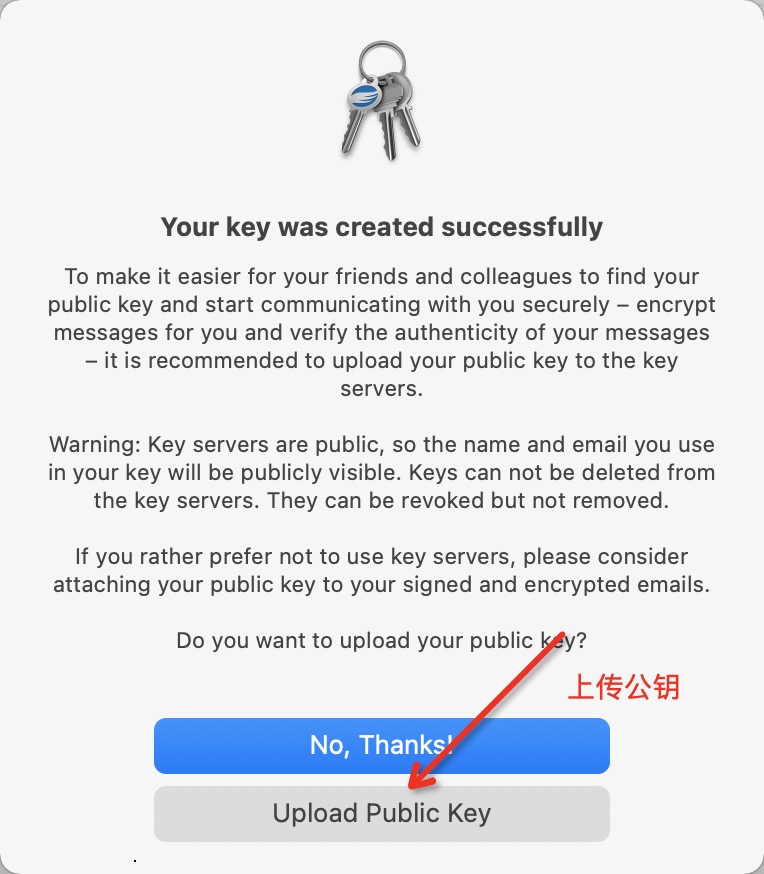 Your key was created successfully
To make it easier for your friends and colleagues to find your
public key and start communicating with you securely – encrypt
messages for you and verify the authenticity of your messages
– it is recommended to upload your public key to the key
servers.
Warning: Key servers are public, so the name and email you use
in your key will be publicly visible. Keys can not be deleted from
the key servers. They can be revoked but not removed.
If you rather prefer not to use key servers, please consider
attaching your public key to your signed and encrypted emails.
Do you want to upload your public key?
上传公钥
No, Thanks!
Upload Public Key